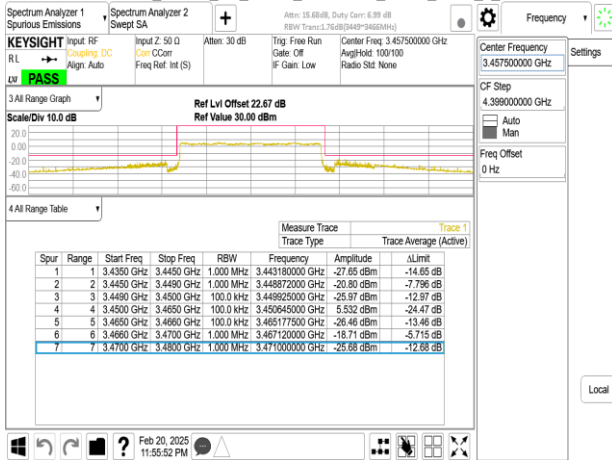 Spectrum Analyzer 1
Spurious Emissions
Spectrum Analyzer 2
Swept SA
+
Attn: 15.68dB, Duty Corr: 6.99 dB
RBW Trans:1.76dB(3449~3466MHz)
Frequency
KEYSIGHT
RL
LXI PASS
Input: RF
Coupling: DC
Align: Auto
Input Z: 50 Ω
Corr CCorr
Freq Ref: Int (S)
Atten: 30 dB
Trig: Free Run
Gate: Off
IF Gain: Low
Center Freq: 3.457500000 GHz
Avg|Hold: 100/100
Radio Std: None
Center Frequency
3.457500000 GHz
Settings
CF Step
4.399000000 GHz
Auto
Man
Freq Offset
0 Hz
3 All Range Graph
Scale/Div 10.0 dB
Ref Lvl Offset 22.67 dB
Ref Value 30.00 dBm
20.0
0.00
-20.0
-40.0
-60.0
4 All Range Table
Measure Trace Trace 1
Trace Type Trace Average (Active)
Spur Range Start Freq Stop Freq RBW Frequency Amplitude ΔLimit
1 1 3.4350 GHz 3.4450 GHz 1.000 MHz 3.443180000 GHz -27.65 dBm -14.65 dB
2 2 3.4450 GHz 3.4490 GHz 1.000 MHz 3.448872000 GHz -20.80 dBm -7.796 dB
3 3 3.4490 GHz 3.4500 GHz 100.0 kHz 3.449925000 GHz -25.97 dBm -12.97 dB
4 4 3.4500 GHz 3.4650 GHz 100.0 kHz 3.450645000 GHz 5.532 dBm -24.47 dB
5 5 3.4650 GHz 3.4660 GHz 100.0 kHz 3.465177500 GHz -26.46 dBm -13.46 dB
6 6 3.4660 GHz 3.4700 GHz 1.000 MHz 3.467120000 GHz -18.71 dBm -5.715 dB
7 7 3.4700 GHz 3.4800 GHz 1.000 MHz 3.471000000 GHz -25.68 dBm -12.68 dB
Local
?
Feb 20, 2025
11:55:52 PM